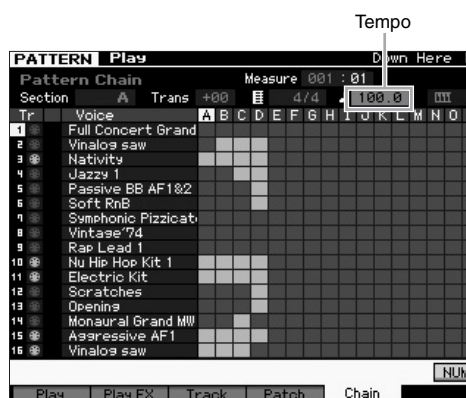 Tempo
PATTERN Play Down Here
Pattern Chain Measure 001 : 01
Section A Trans +00 4/4 100.0
Tr Voice A B C D E F G H I J K L M N O
1 Full Concert Grand
2 Vinalog saw
3 Nativity
4 Jazzy 1
5 Passive BB AF1&2
6 Soft RnB
7 Symphonic Pizzicato
8 Vintage'74
9 Rap Lead 1
10 Nu Hip Hop Kit 1
11 Electric Kit
12 Scratches
13 Opening
14 Monaural Grand MW
15 Aggressive AF1
16 Vinalog saw
NUM
Play Play FX Track Patch Chain